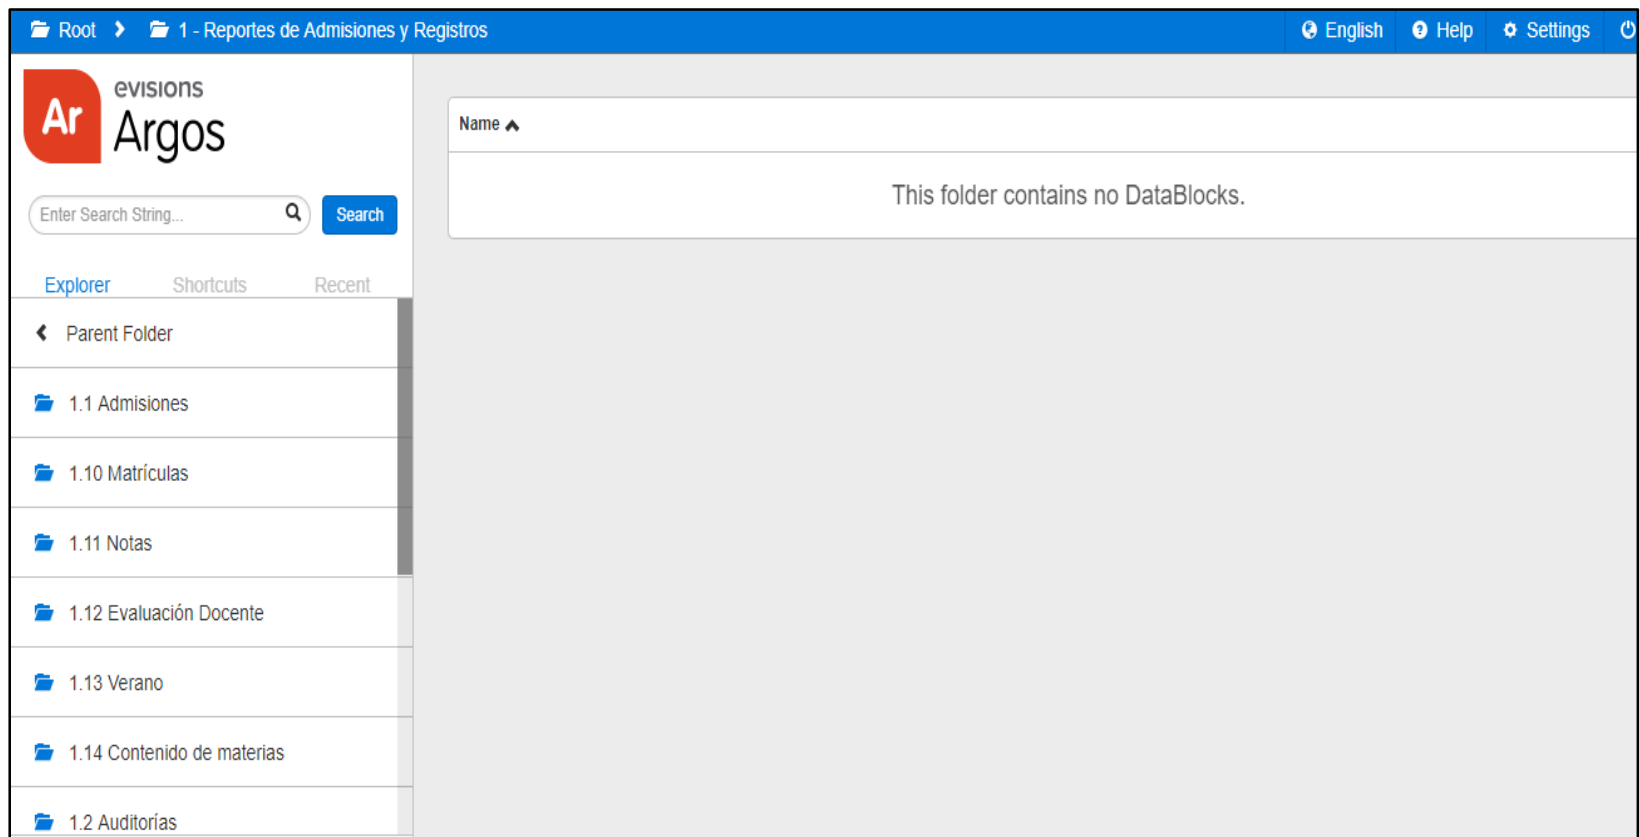 Root 1 - Reportes de Admisiones y Registros English Help Settings
Ar evisions Argos
Name
This folder contains no DataBlocks.
Enter Search String... Search
Explorer Shortcuts Recent
Parent Folder
1.1 Admisiones
1.10 Matrículas
1.11 Notas
1.12 Evaluación Docente
1.13 Verano
1.14 Contenido de materias
1.2 Auditorías